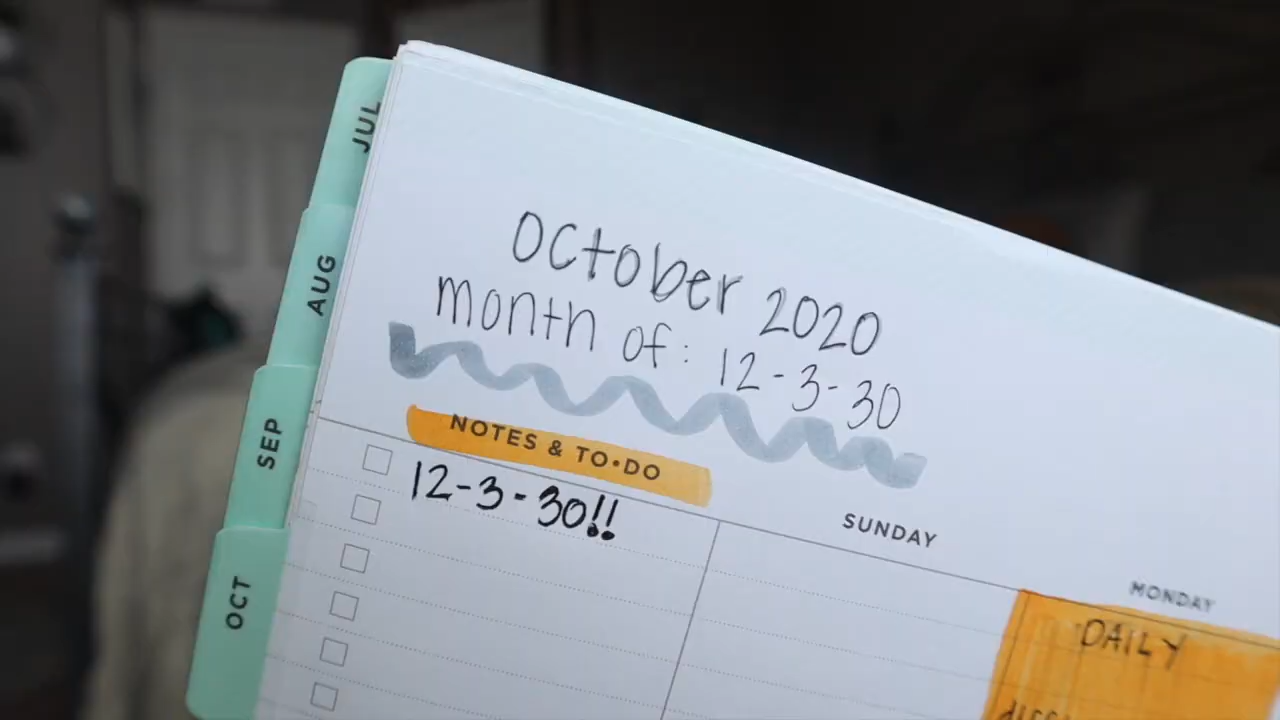 JUL
AUG
SEP
OCT
October 2020
month of: 12-3-30
NOTES & TO•DO
12-3-30!!
SUNDAY
MONDAY
DAILY